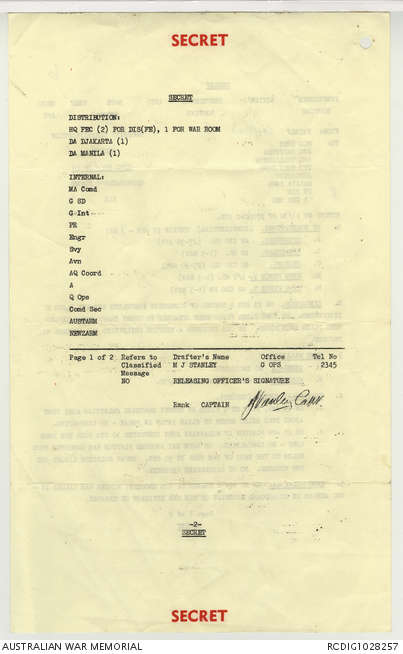 SECRET
SECRET
DISTRIBUTION:
HQ FEC (2) FOR DIS(FE), 1 FOR WAR ROOM
DA DJAKARTA (1)
DA MANILA (1)
INTERNAL:
MA Comd
G SD
G Int
PR
Engr
Svy
Avn
AQ Coord
A
Q Ops
Comd Sec
AUSTARM
NEWZARM
Page 1 of 2 Refers to Drafter's Name Office Tel No
Classified M J STANLEY G OPS 2345
Message
NO RELEASING OFFICER'S SIGNATURE
Rank CAPTAIN
-2-
SECRET
SECRET
AUSTRALIAN WAR MEMORIAL RCDIG1028257